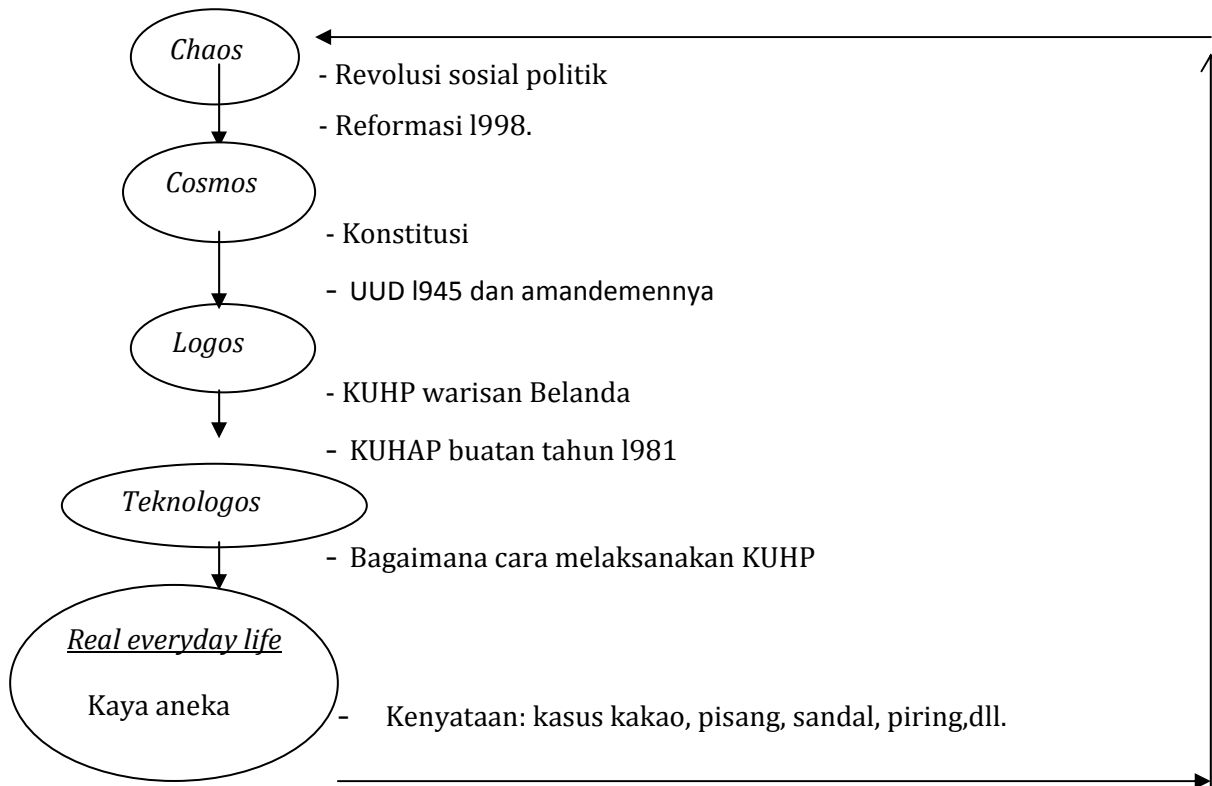 Chaos
- Revolusi sosial politik
- Reformasi l998.
Cosmos
- Konstitusi
- UUD l945 dan amandemennya
Logos
- KUHP warisan Belanda
- KUHAP buatan tahun l981
Teknologos
- Bagaimana cara melaksanakan KUHP
Real everyday life
Kaya aneka
- Kenyataan: kasus kakao, pisang, sandal, piring,dll.